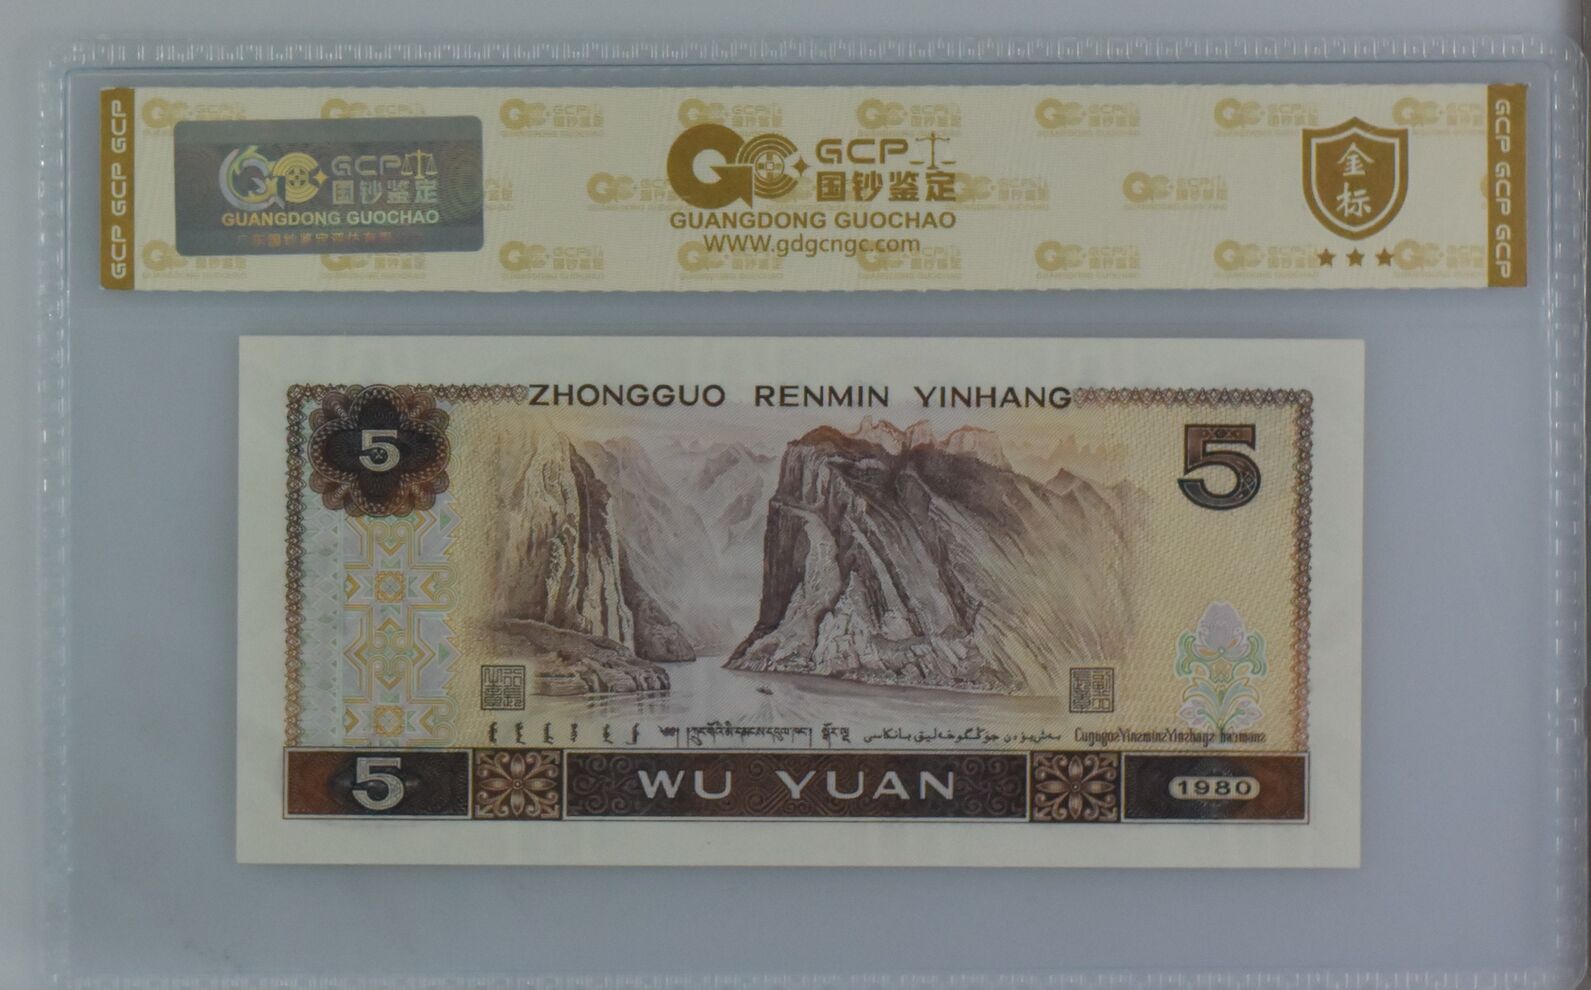 GCP GCP GCP
GCP
国钞鉴定
GUANGDONG GUOCHAO
GCP
国钞鉴定
GUANGDONG GUOCHAO
WWW.gdgcngc.com
金
标
GCP GCP GCP
ZHONGGUO RENMIN YINHANG
5
5
5
WU YUAN
1980